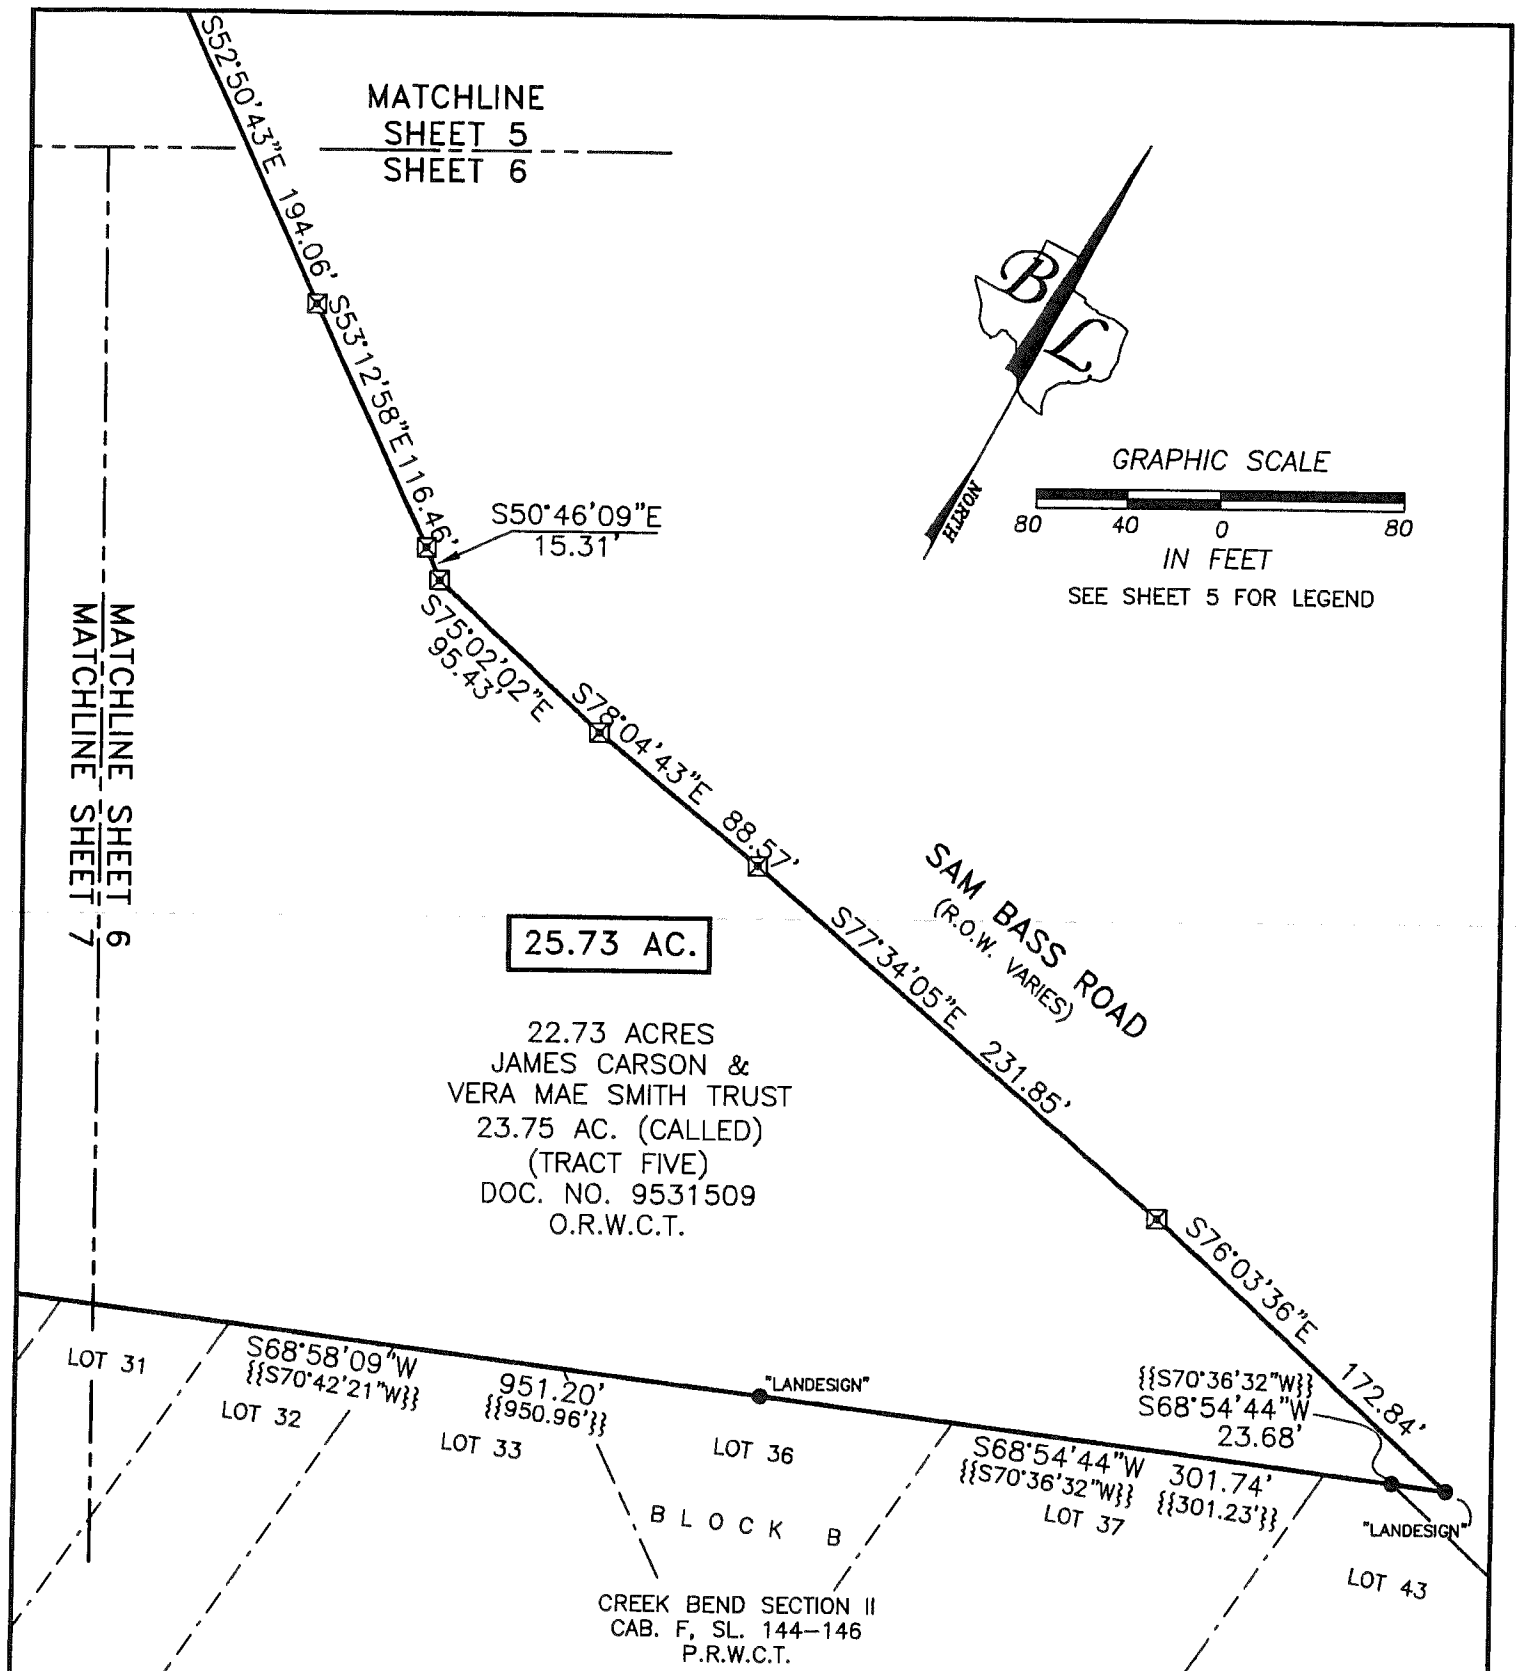 S52°50'43"E 194.06'
MATCHLINE
SHEET 5
SHEET 6
B
L
NORTH
S53°12'58"E 116.46'
GRAPHIC SCALE
80 40 0 80
IN FEET
SEE SHEET 5 FOR LEGEND
S50°46'09"E
15.31'
S75°02'02"E
95.43'
MATCHLINE SHEET 6
MATCHLINE SHEET 7
S78°04'43"E 88.57'
SAM BASS ROAD
(R.O.W. VARIES)
S77°34'05"E 231.85'
25.73 AC.
22.73 ACRES
JAMES CARSON &
VERA MAE SMITH TRUST
23.75 AC. (CALLED)
(TRACT FIVE)
DOC. NO. 9531509
O.R.W.C.T.
S76°03'36"E 172.84'
LOT 31
S68°58'09"W 951.20'
{{S70°42'21"W}} {{950.96'}}
LOT 32
LOT 33
"LANDESIGN"
LOT 36
{{S70°36'32"W}}
S68°54'44"W
23.68'
S68°54'44"W 301.74'
{{S70°36'32"W}} {{301.23'}}
LOT 37
"LANDESIGN"
LOT 43
BLOCK B
CREEK BEND SECTION II
CAB. F, SL. 144-146
P.R.W.C.T.